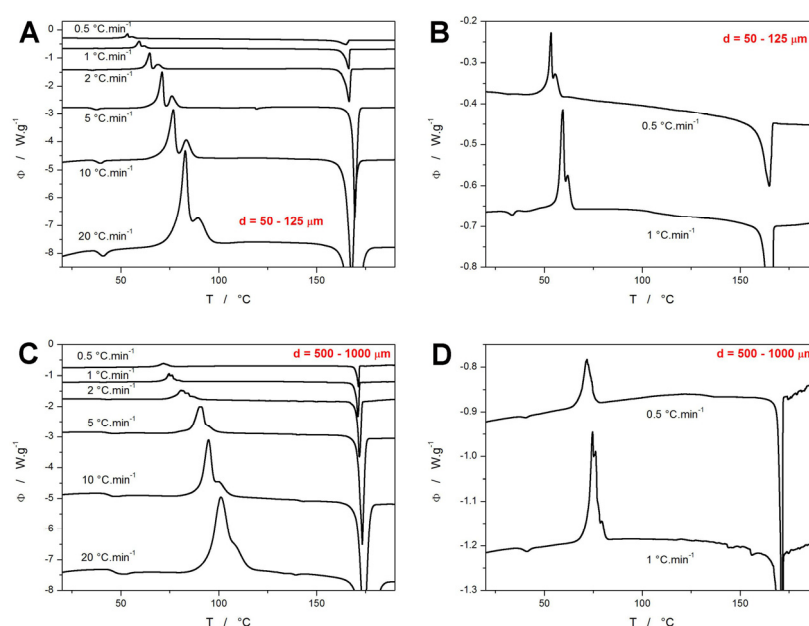 A
0.5 °C.min-1
1 °C.min-1
2 °C.min-1
5 °C.min-1
10 °C.min-1
20 °C.min-1
d = 50 - 125 μm
Φ / W.g-1
0
-1
-2
-3
-4
-5
-6
-7
-8
50 100 150
T / °C
B
d = 50 - 125 μm
0.5 °C.min-1
1 °C.min-1
Φ / W.g-1
-0.2
-0.3
-0.4
-0.5
-0.6
-0.7
-0.8
50 100 150
T / °C
C
d = 500 - 1000 μm
0.5 °C.min-1
1 °C.min-1
2 °C.min-1
5 °C.min-1
10 °C.min-1
20 °C.min-1
Φ / W.g-1
0
-1
-2
-3
-4
-5
-6
-7
-8
50 100 150
T / °C
D
d = 500 - 1000 μm
0.5 °C.min-1
1 °C.min-1
Φ / W.g-1
-0.8
-0.9
-1.0
-1.1
-1.2
-1.3
50 100 150
T / °C